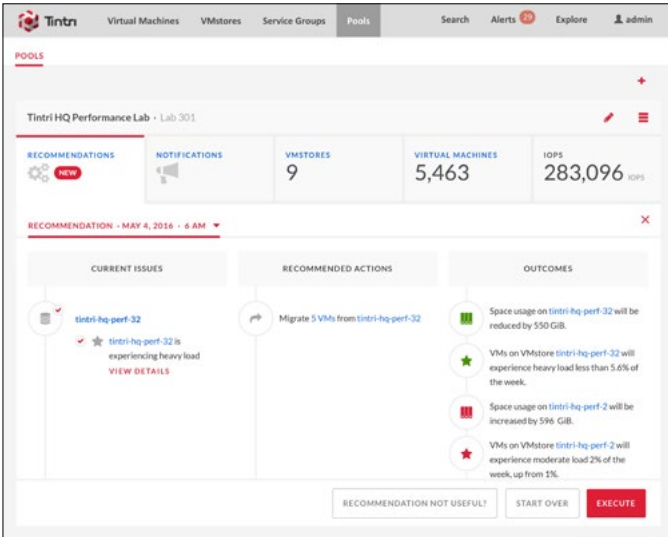 Tintri Virtual Machines VMstores Service Groups Pools Search Alerts 29 Explore admin
POOLS
+
Tintri HQ Performance Lab · Lab 301
RECOMMENDATIONS NOTIFICATIONS VMSTORES VIRTUAL MACHINES IOPS
NEW 9 5,463 283,096 IOPS
RECOMMENDATION - MAY 4, 2016 - 6 AM
CURRENT ISSUES RECOMMENDED ACTIONS OUTCOMES
tintri-hq-perf-32
tintri-hq-perf-32 is
experiencing heavy load
VIEW DETAILS
Migrate 5 VMs from tintri-hq-perf-32
Space usage on tintri-hq-perf-32 will be
reduced by 550 GiB.
VMs on VMstore tintri-hq-perf-32 will
experience heavy load less than 5.6% of
the week.
Space usage on tintri-hq-perf-2 will be
increased by 596 GiB.
VMs on VMstore tintri-hq-perf-2 will
experience moderate load 2% of the
week, up from 1%.
RECOMMENDATION NOT USEFUL? START OVER EXECUTE